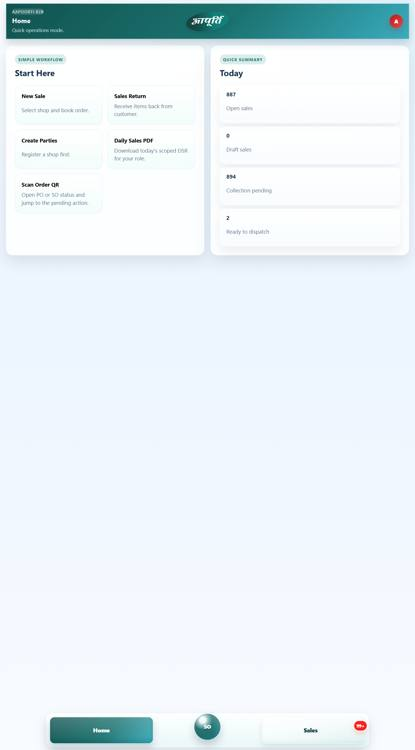 AAPOORTI B2B
Home
Quick operations mode.
आपूर्ति
A
SIMPLE WORKFLOW
Start Here
New Sale
Select shop and book order.
Sales Return
Receive items back from
customer.
Create Parties
Register a shop first.
Daily Sales PDF
Download today's scoped DSR
for your role.
Scan Order QR
Open PO or SO status and
jump to the pending action.
QUICK SUMMARY
Today
887
Open sales
0
Draft sales
894
Collection pending
2
Ready to dispatch
Home
SO
Sales
99+